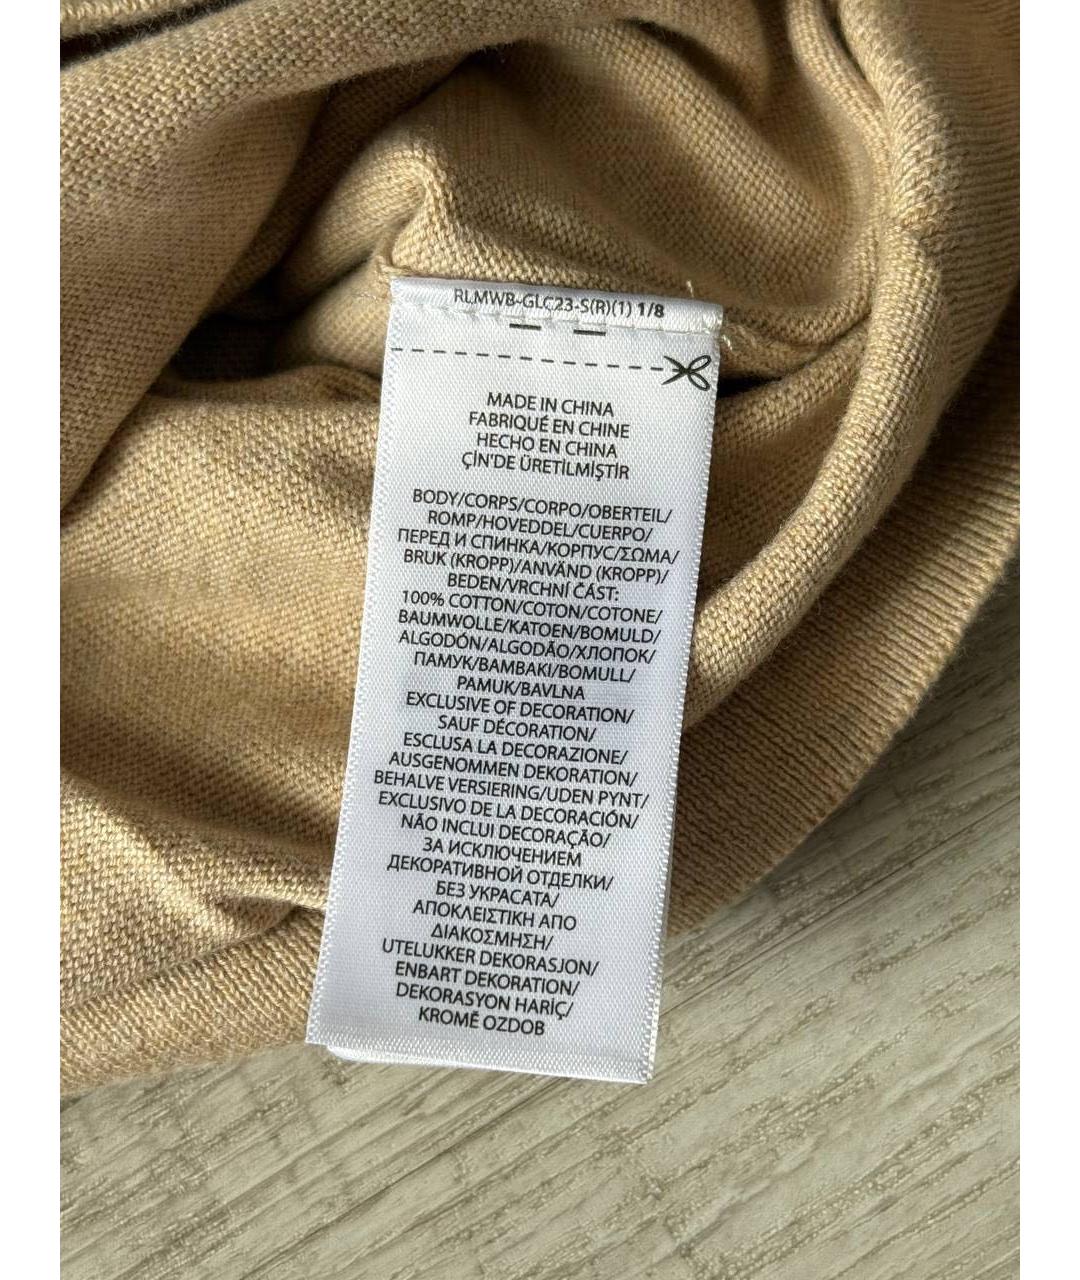 RLMWB-GLC23-S(R)(1) 1/8
MADE IN CHINA
FABRIQUÉ EN CHINE
HECHO EN CHINA
ÇİN'DE ÜRETİLMİŞTİR
BODY/CORPS/CORPO/OBERTEIL/
ROMP/HOVEDDEL/CUERPO/
ПЕРЕД И СПИНКА/КОРПУС/ΣΩΜΑ/
BRUK (KROPP)/ANVÄND (KROPP)/
BEDEN/VRCHNÍ ČÁST:
100% COTTON/COTON/COTONE/
BAUMWOLLE/KATOEN/BOMULD/
ALGODÓN/ALGODÃO/ХЛОПОК/
ПАМУК/ΒΑΜΒΑΚΙ/BOMULL/
PAMUK/BAVLNA
EXCLUSIVE OF DECORATION/
SAUF DÉCORATION/
ESCLUSA LA DECORAZIONE/
AUSGENOMMEN DEKORATION/
BEHALVE VERSIERING/UDEN PYNT/
EXCLUSIVO DE LA DECORACIÓN/
NÃO INCLUI DECORAÇÃO/
ЗА ИСКЛЮЧЕНИЕМ
ДЕКОРАТИВНОЙ ОТДЕЛКИ/
БЕЗ УКРАСАТА/
ΑΠΟΚΛΕΙΣΤΙΚΗ ΑΠΟ
ΔΙΑΚΟΣΜΗΣΗ/
UTELUKKER DEKORASJON/
ENBART DEKORATION/
DEKORASYON HARİÇ/
KROMĚ OZDOB